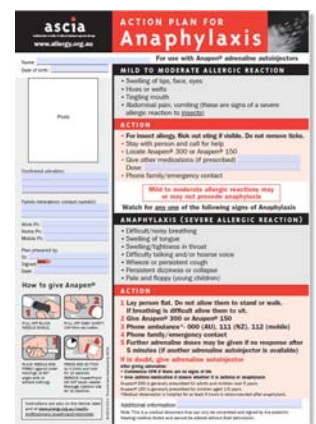 ascia
www.allergy.org.au
ACTION PLAN FOR
Anaphylaxis
For use with Anapen® adrenaline autoinjectors
Name:
Date of birth:
Photo
Confirmed allergies:
Family/emergency contact name(s):
Work Ph:
Home Ph:
Mobile Ph:
Plan prepared by:
Dr:
Signed:
Date:
How to give Anapen®
MILD TO MODERATE ALLERGIC REACTION
• Swelling of lips, face, eyes
• Hives or welts
• Tingling mouth
• Abdominal pain, vomiting (these are signs of a severe
allergic reaction to insects)
ACTION
• For insect allergy, flick out sting if visible. Do not remove ticks.
• Stay with person and call for help
• Locate Anapen® 300 or Anapen® 150
• Give other medications (if prescribed)
Dose:
• Phone family/emergency contact
Mild to moderate allergic reactions may
or may not precede anaphylaxis
Watch for any one of the following signs of Anaphylaxis
ANAPHYLAXIS (SEVERE ALLERGIC REACTION)
• Difficult/noisy breathing
• Swelling of tongue
• Swelling/tightness in throat
• Difficulty talking and/or hoarse voice
• Wheeze or persistent cough
• Persistent dizziness or collapse
• Pale and floppy (young children)
ACTION
1 Lay person flat. Do not allow them to stand or walk.
If breathing is difficult allow them to sit.
2 Give Anapen® 300 or Anapen® 150
3 Phone ambulance*- 000 (AU), 111 (NZ), 112 (mobile)
4 Phone family/emergency contact
5 Further adrenaline doses may be given if no response after
5 minutes (if another adrenaline autoinjector is available)
If in doubt, give adrenaline autoinjector
Additional information